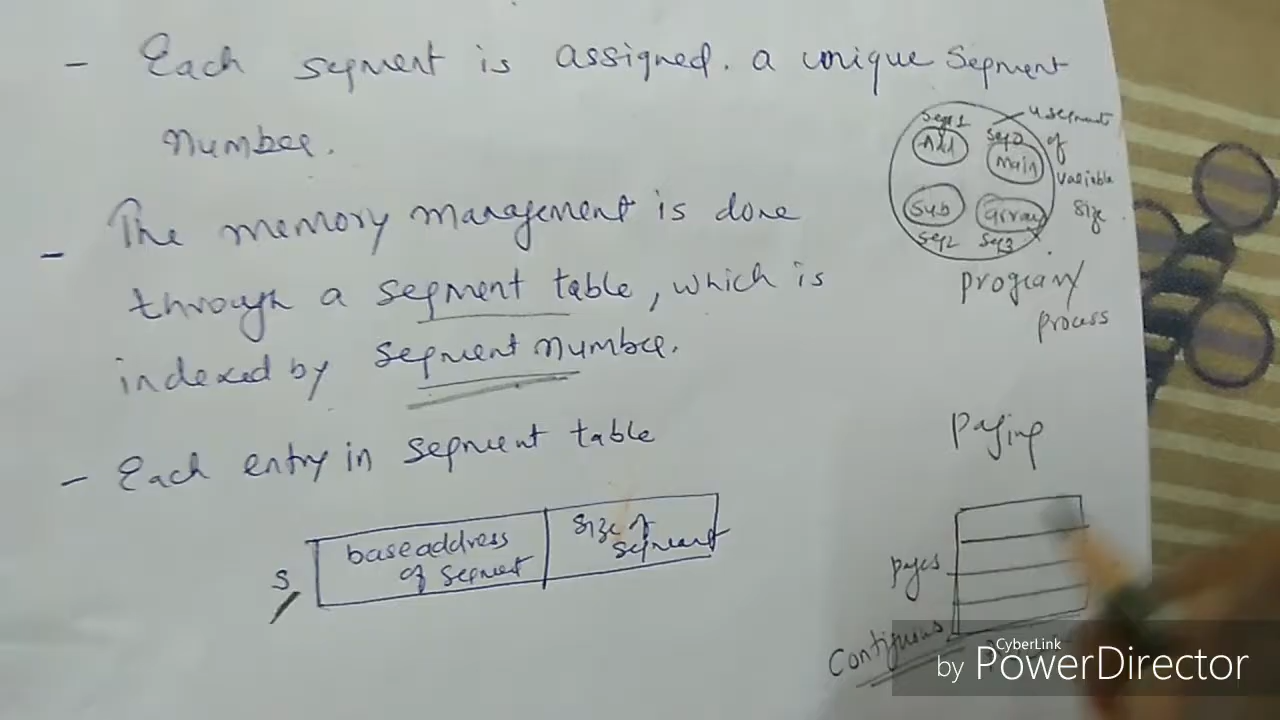 - Each segment is assigned. a unique segment
number.
- The memory management is done
through a segment table, which is
indexed by segment number.
- Each entry in segment table
S
base address
of segment
size of
segment
seg1
Add
seg0
main
sub
seg2
array
seg3
4 segments
of
variable
size.
program/
process
Paging
pages
Contiguous
CyberLink
by PowerDirector